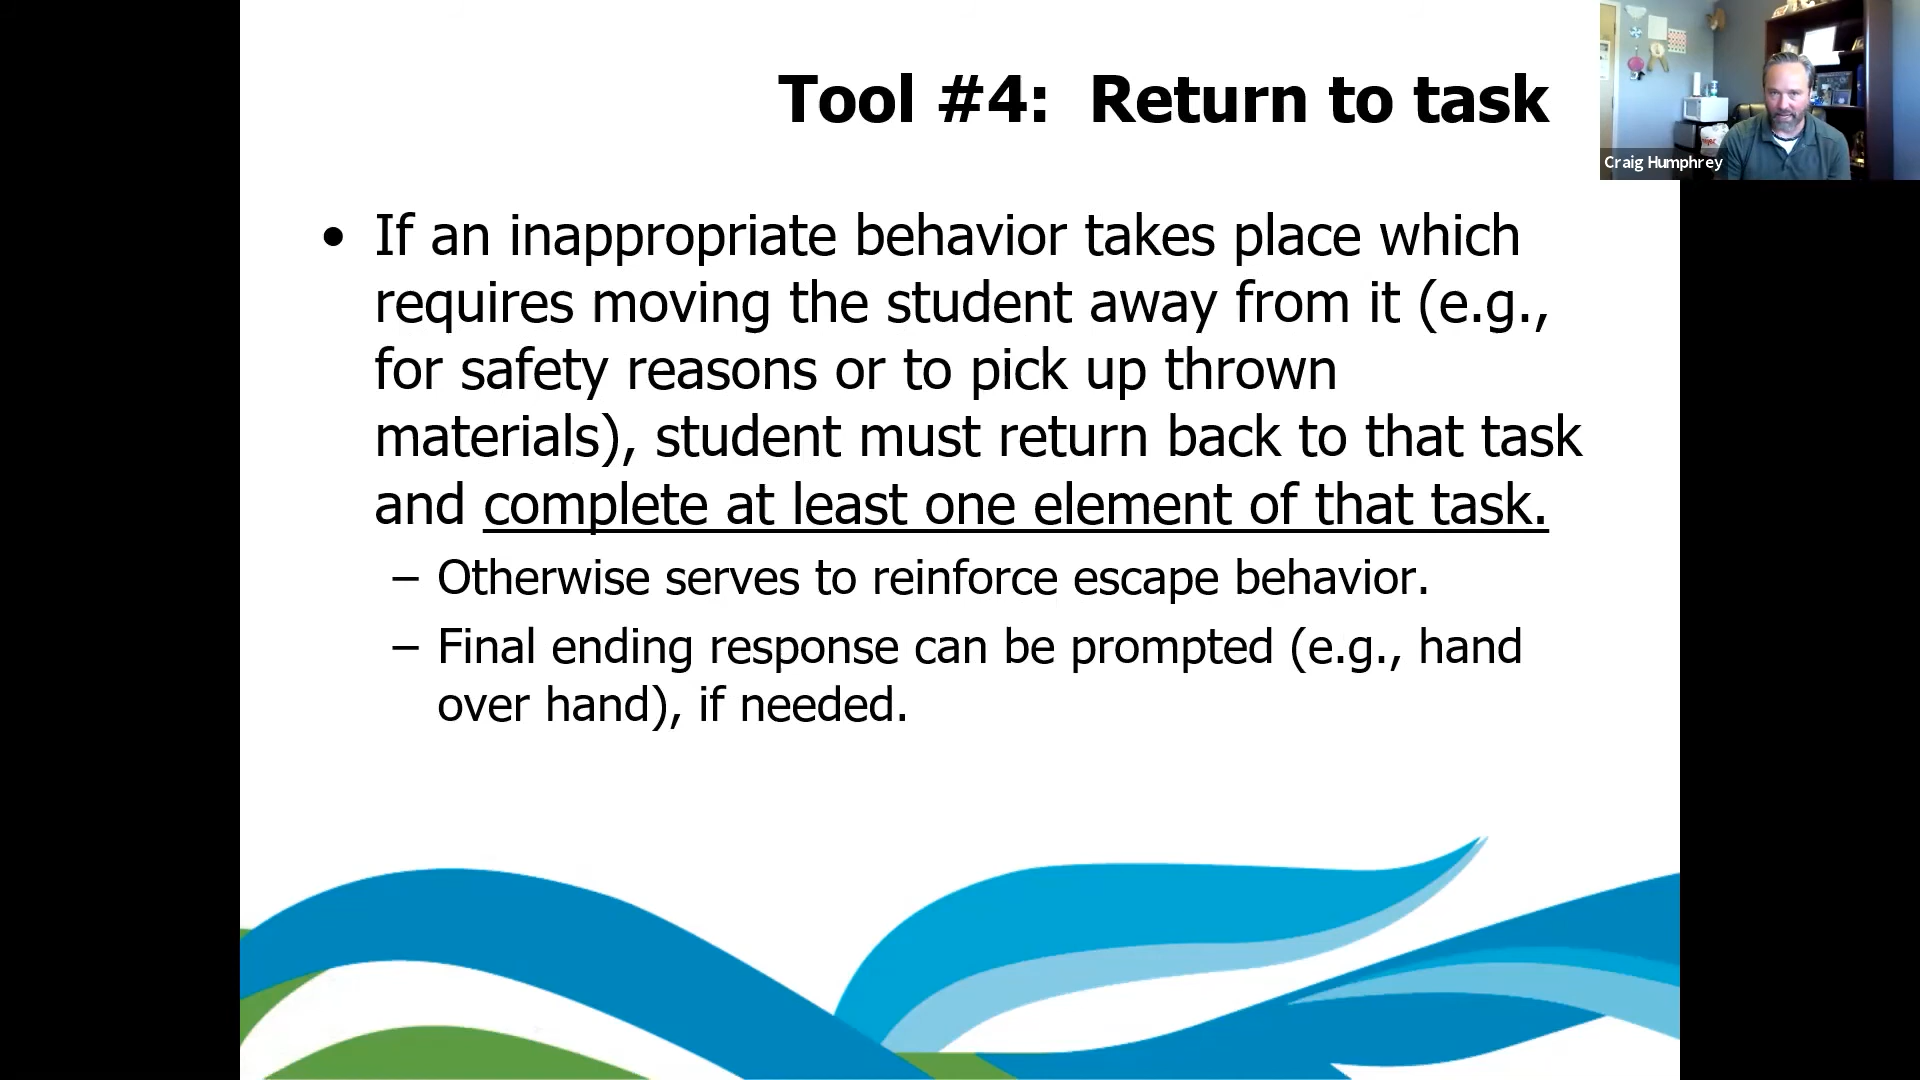 Tool #4:  Return to task
Craig Humphrey
• If an inappropriate behavior takes place which
requires moving the student away from it (e.g.,
for safety reasons or to pick up thrown
materials), student must return back to that task
and complete at least one element of that task.
– Otherwise serves to reinforce escape behavior.
– Final ending response can be prompted (e.g., hand
over hand), if needed.